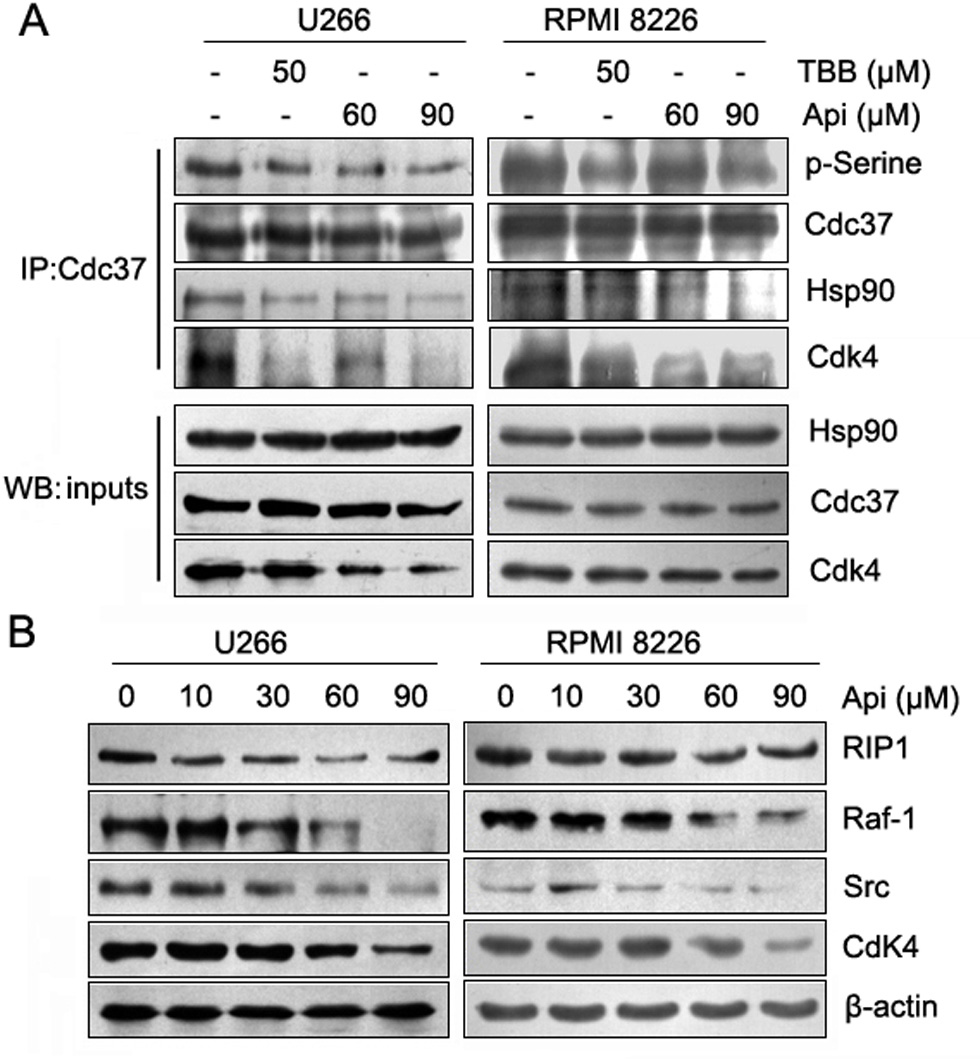 A
U266 RPMI 8226
- 50 - - - 50 - - TBB (µM)
- - 60 90 - - 60 90 Api (µM)
p-Serine
Cdc37
IP:Cdc37
Hsp90
Cdk4
Hsp90
WB: inputs
Cdc37
Cdk4
B
U266 RPMI 8226
0 10 30 60 90 0 10 30 60 90 Api (µM)
RIP1
Raf-1
Src
CdK4
β-actin